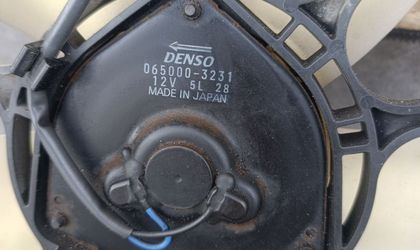 DENSO
065000-3231
12V 5L 28
MADE IN JAPAN